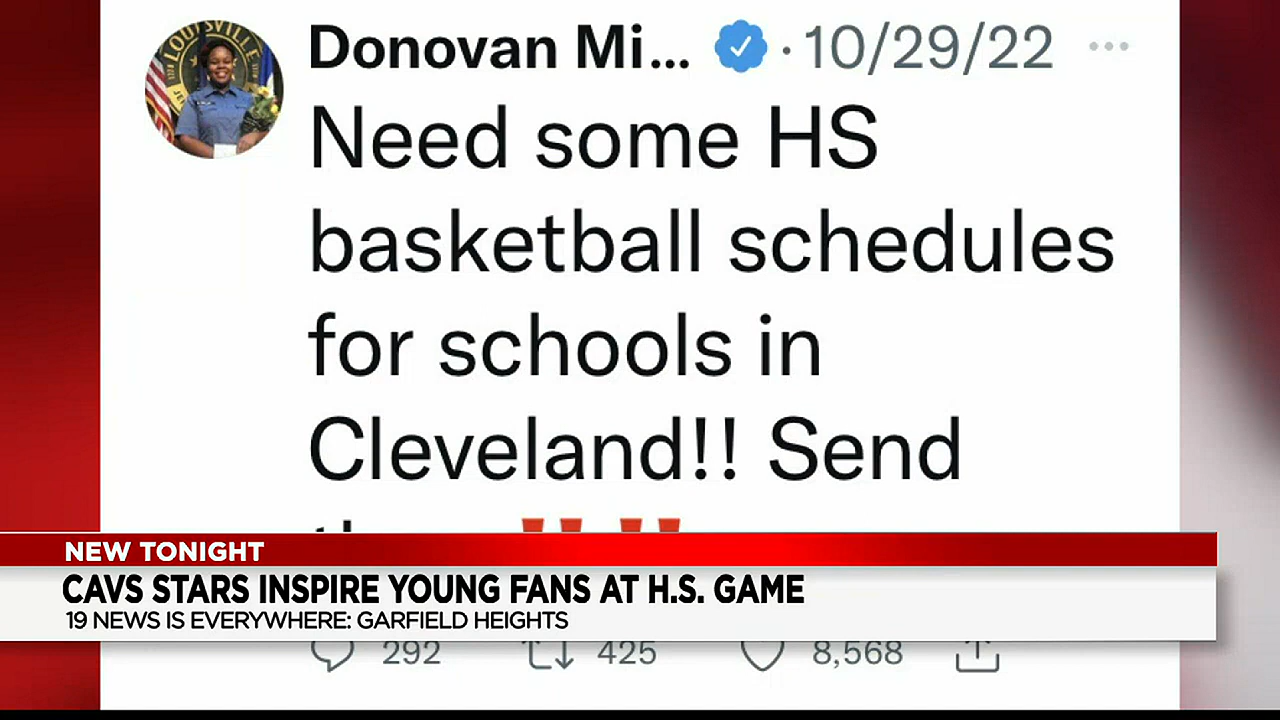 LOUISVILLE
Donovan Mi... · 10/29/22 ...
Need some HS
basketball schedules
for schools in
Cleveland!! Send
NEW TONIGHT
CAVS STARS INSPIRE YOUNG FANS AT H.S. GAME
19 NEWS IS EVERYWHERE: GARFIELD HEIGHTS
292 425 8,568